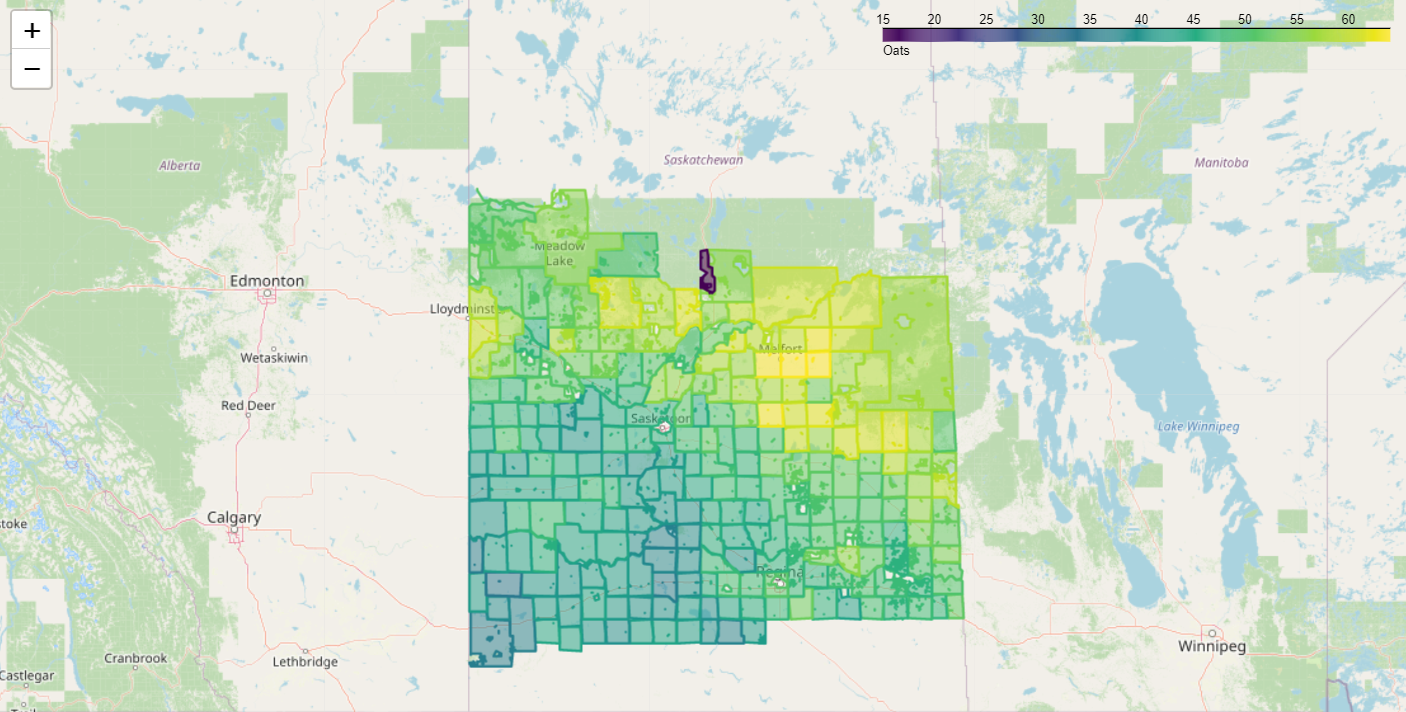 +
−
15 20 25 30 35 40 45 50 55 60
Oats
Alberta
Saskatchewan
Manitoba
Meadow
Lake
Edmonton
Wetaskiwin
Red Deer
Melfort
Saskatoon
Lake Winnipeg
Calgary
stoke
Regina
Winnipeg
Cranbrook
Lethbridge
Castlegar